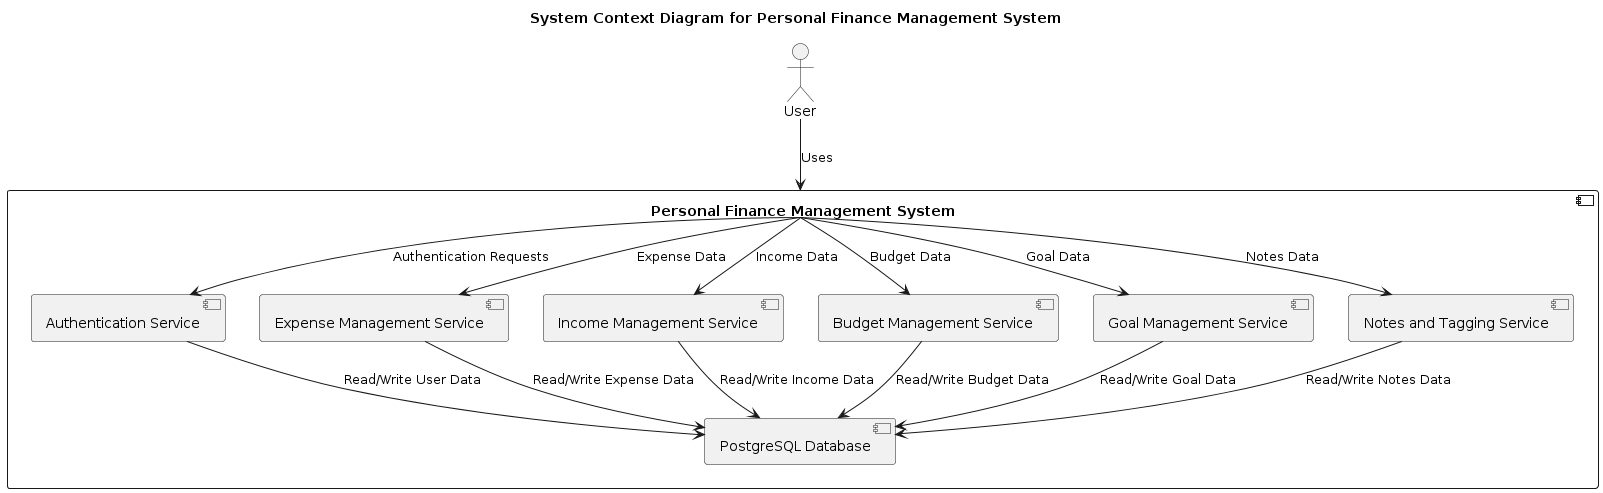 System Context Diagram for Personal Finance Management System
User
Uses
Personal Finance Management System
Authentication Requests
Expense Data
Income Data
Budget Data
Goal Data
Notes Data
Authentication Service
Expense Management Service
Income Management Service
Budget Management Service
Goal Management Service
Notes and Tagging Service
Read/Write User Data
Read/Write Expense Data
Read/Write Income Data
Read/Write Budget Data
Read/Write Goal Data
Read/Write Notes Data
PostgreSQL Database